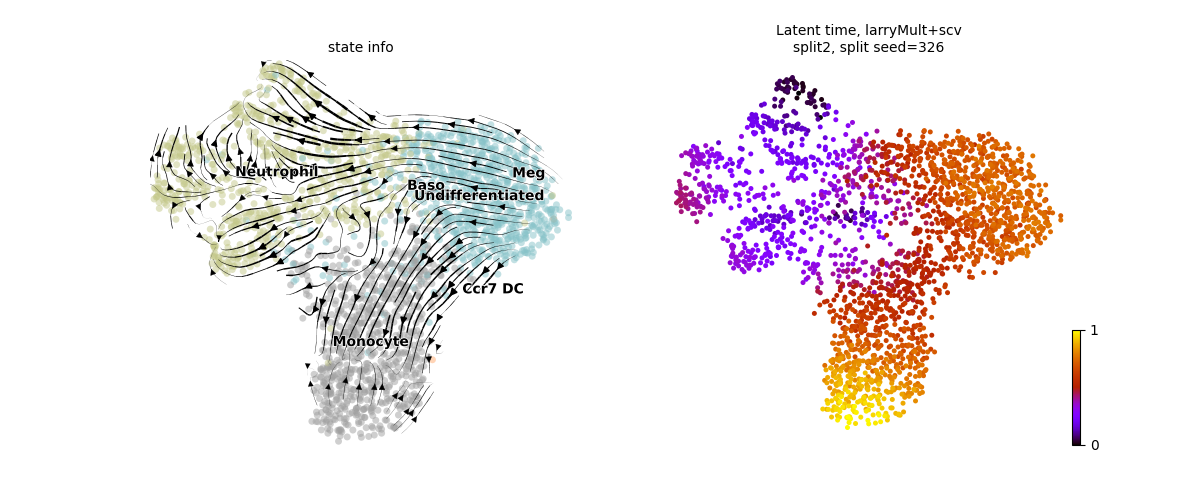 state info
Neutrophil
Meg
Baso
Undifferentiated
Ccr7 DC
Monocyte
Latent time, larryMult+scv
split2, split seed=326
1
0